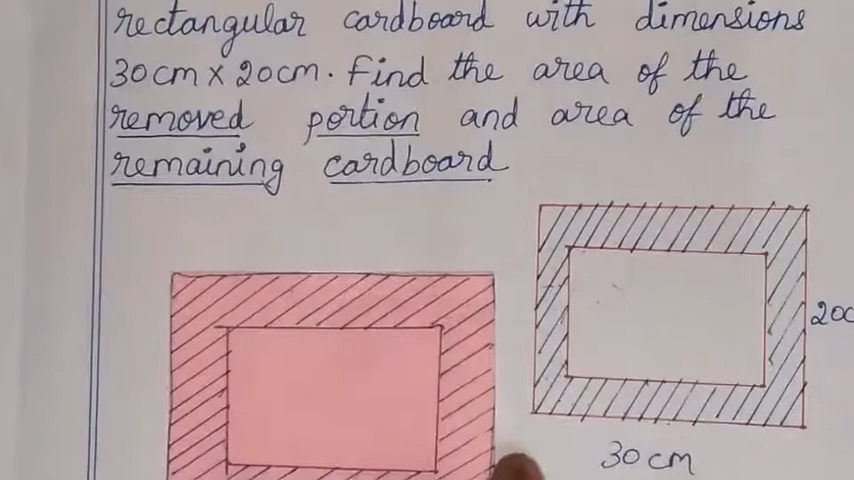 rectangular cardboard with dimensions
30cm x 20cm. Find the area of the
removed portion and area of the
remaining cardboard
30 cm